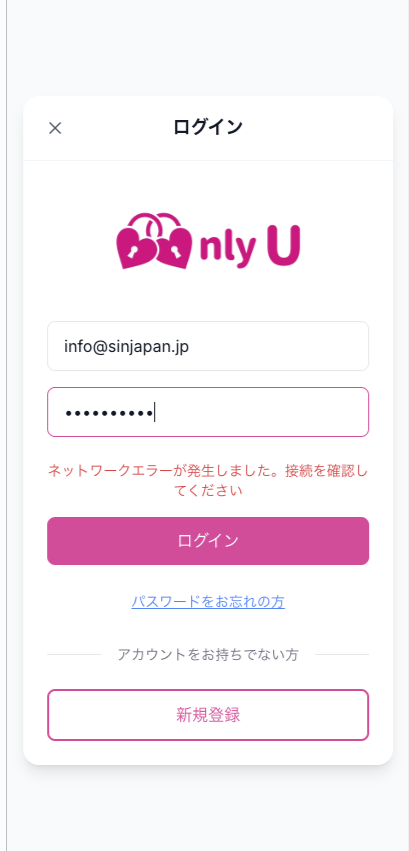 ログイン
nly U
info@sinjapan.jp
••••••••••
ネットワークエラーが発生しました。接続を確認し
てください
ログイン
パスワードをお忘れの方
アカウントをお持ちでない方
新規登録